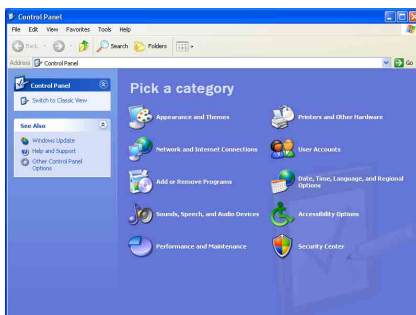 Control Panel
File Edit View Favorites Tools Help
Back Search Folders
Address Control Panel Go
Control Panel
Switch to Classic View
See Also
Windows Update
Help and Support
Other Control Panel
Options
Pick a category
Appearance and Themes
Printers and Other Hardware
Network and Internet Connections
User Accounts
Add or Remove Programs
Date, Time, Language, and Regional
Options
Sounds, Speech, and Audio Devices
Accessibility Options
Performance and Maintenance
Security Center